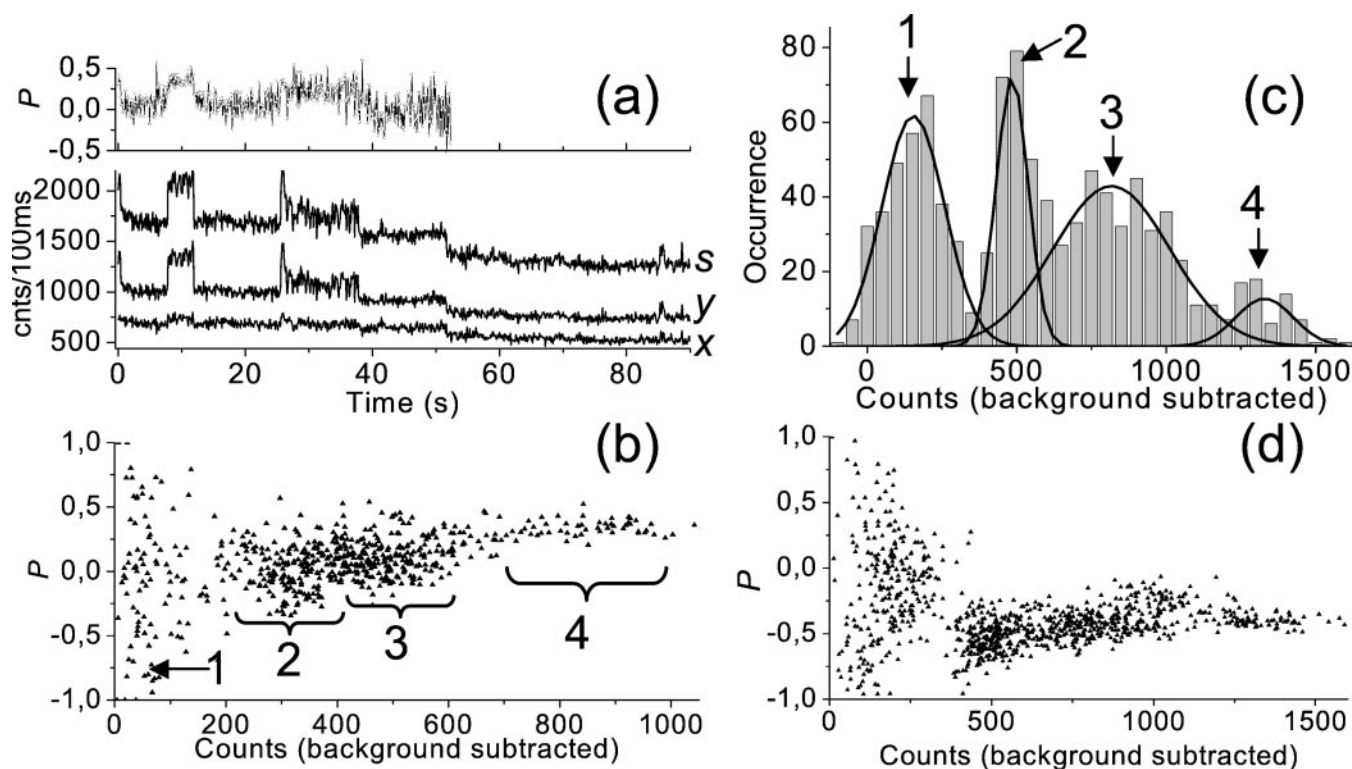 (a)
P
0,5
0,0
-0,5
cnts/100ms
2000
1500
1000
500
s
y
x
0 20 40 60 80
Time (s)
(b)
P
1,0
0,5
0,0
-0,5
-1,0
1
2
3
4
0 200 400 600 800 1000
Counts (background subtracted)
(c)
Occurrence
80
60
40
20
0
1
2
3
4
0 500 1000 1500
Counts (background subtracted)
(d)
P
1,0
0,5
0,0
-0,5
-1,0
0 500 1000 1500
Counts (background subtracted)